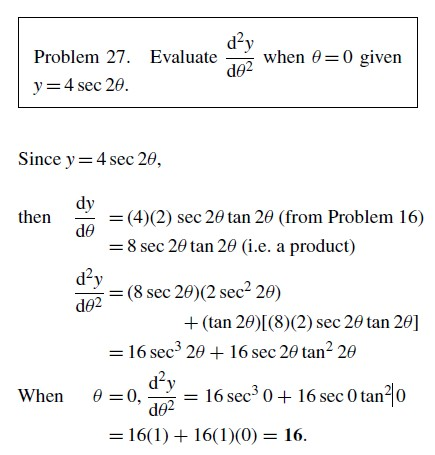 Problem 27. Evaluate d²y/dθ² when θ=0 given
y=4 sec 2θ.
Since y=4 sec 2θ,
then dy/dθ = (4)(2) sec 2θ tan 2θ (from Problem 16)
= 8 sec 2θ tan 2θ (i.e. a product)
d²y/dθ² = (8 sec 2θ)(2 sec² 2θ)
+ (tan 2θ)[(8)(2) sec 2θ tan 2θ]
= 16 sec³ 2θ + 16 sec 2θ tan² 2θ
When θ =0, d²y/dθ² = 16 sec³ 0 + 16 sec 0 tan² 0
= 16(1) + 16(1)(0) = 16.